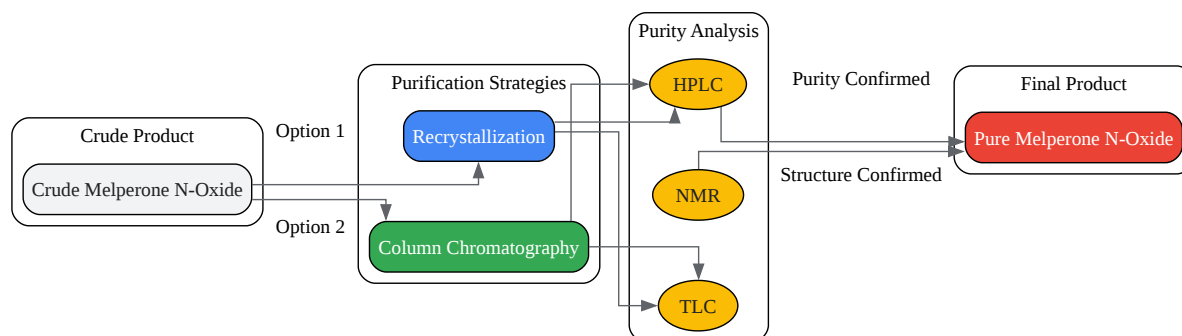 Crude Product
Crude Melperone N-Oxide
Option 1
Option 2
Purification Strategies
Recrystallization
Column Chromatography
Purity Analysis
HPLC
NMR
TLC
Purity Confirmed
Structure Confirmed
Final Product
Pure Melperone N-Oxide